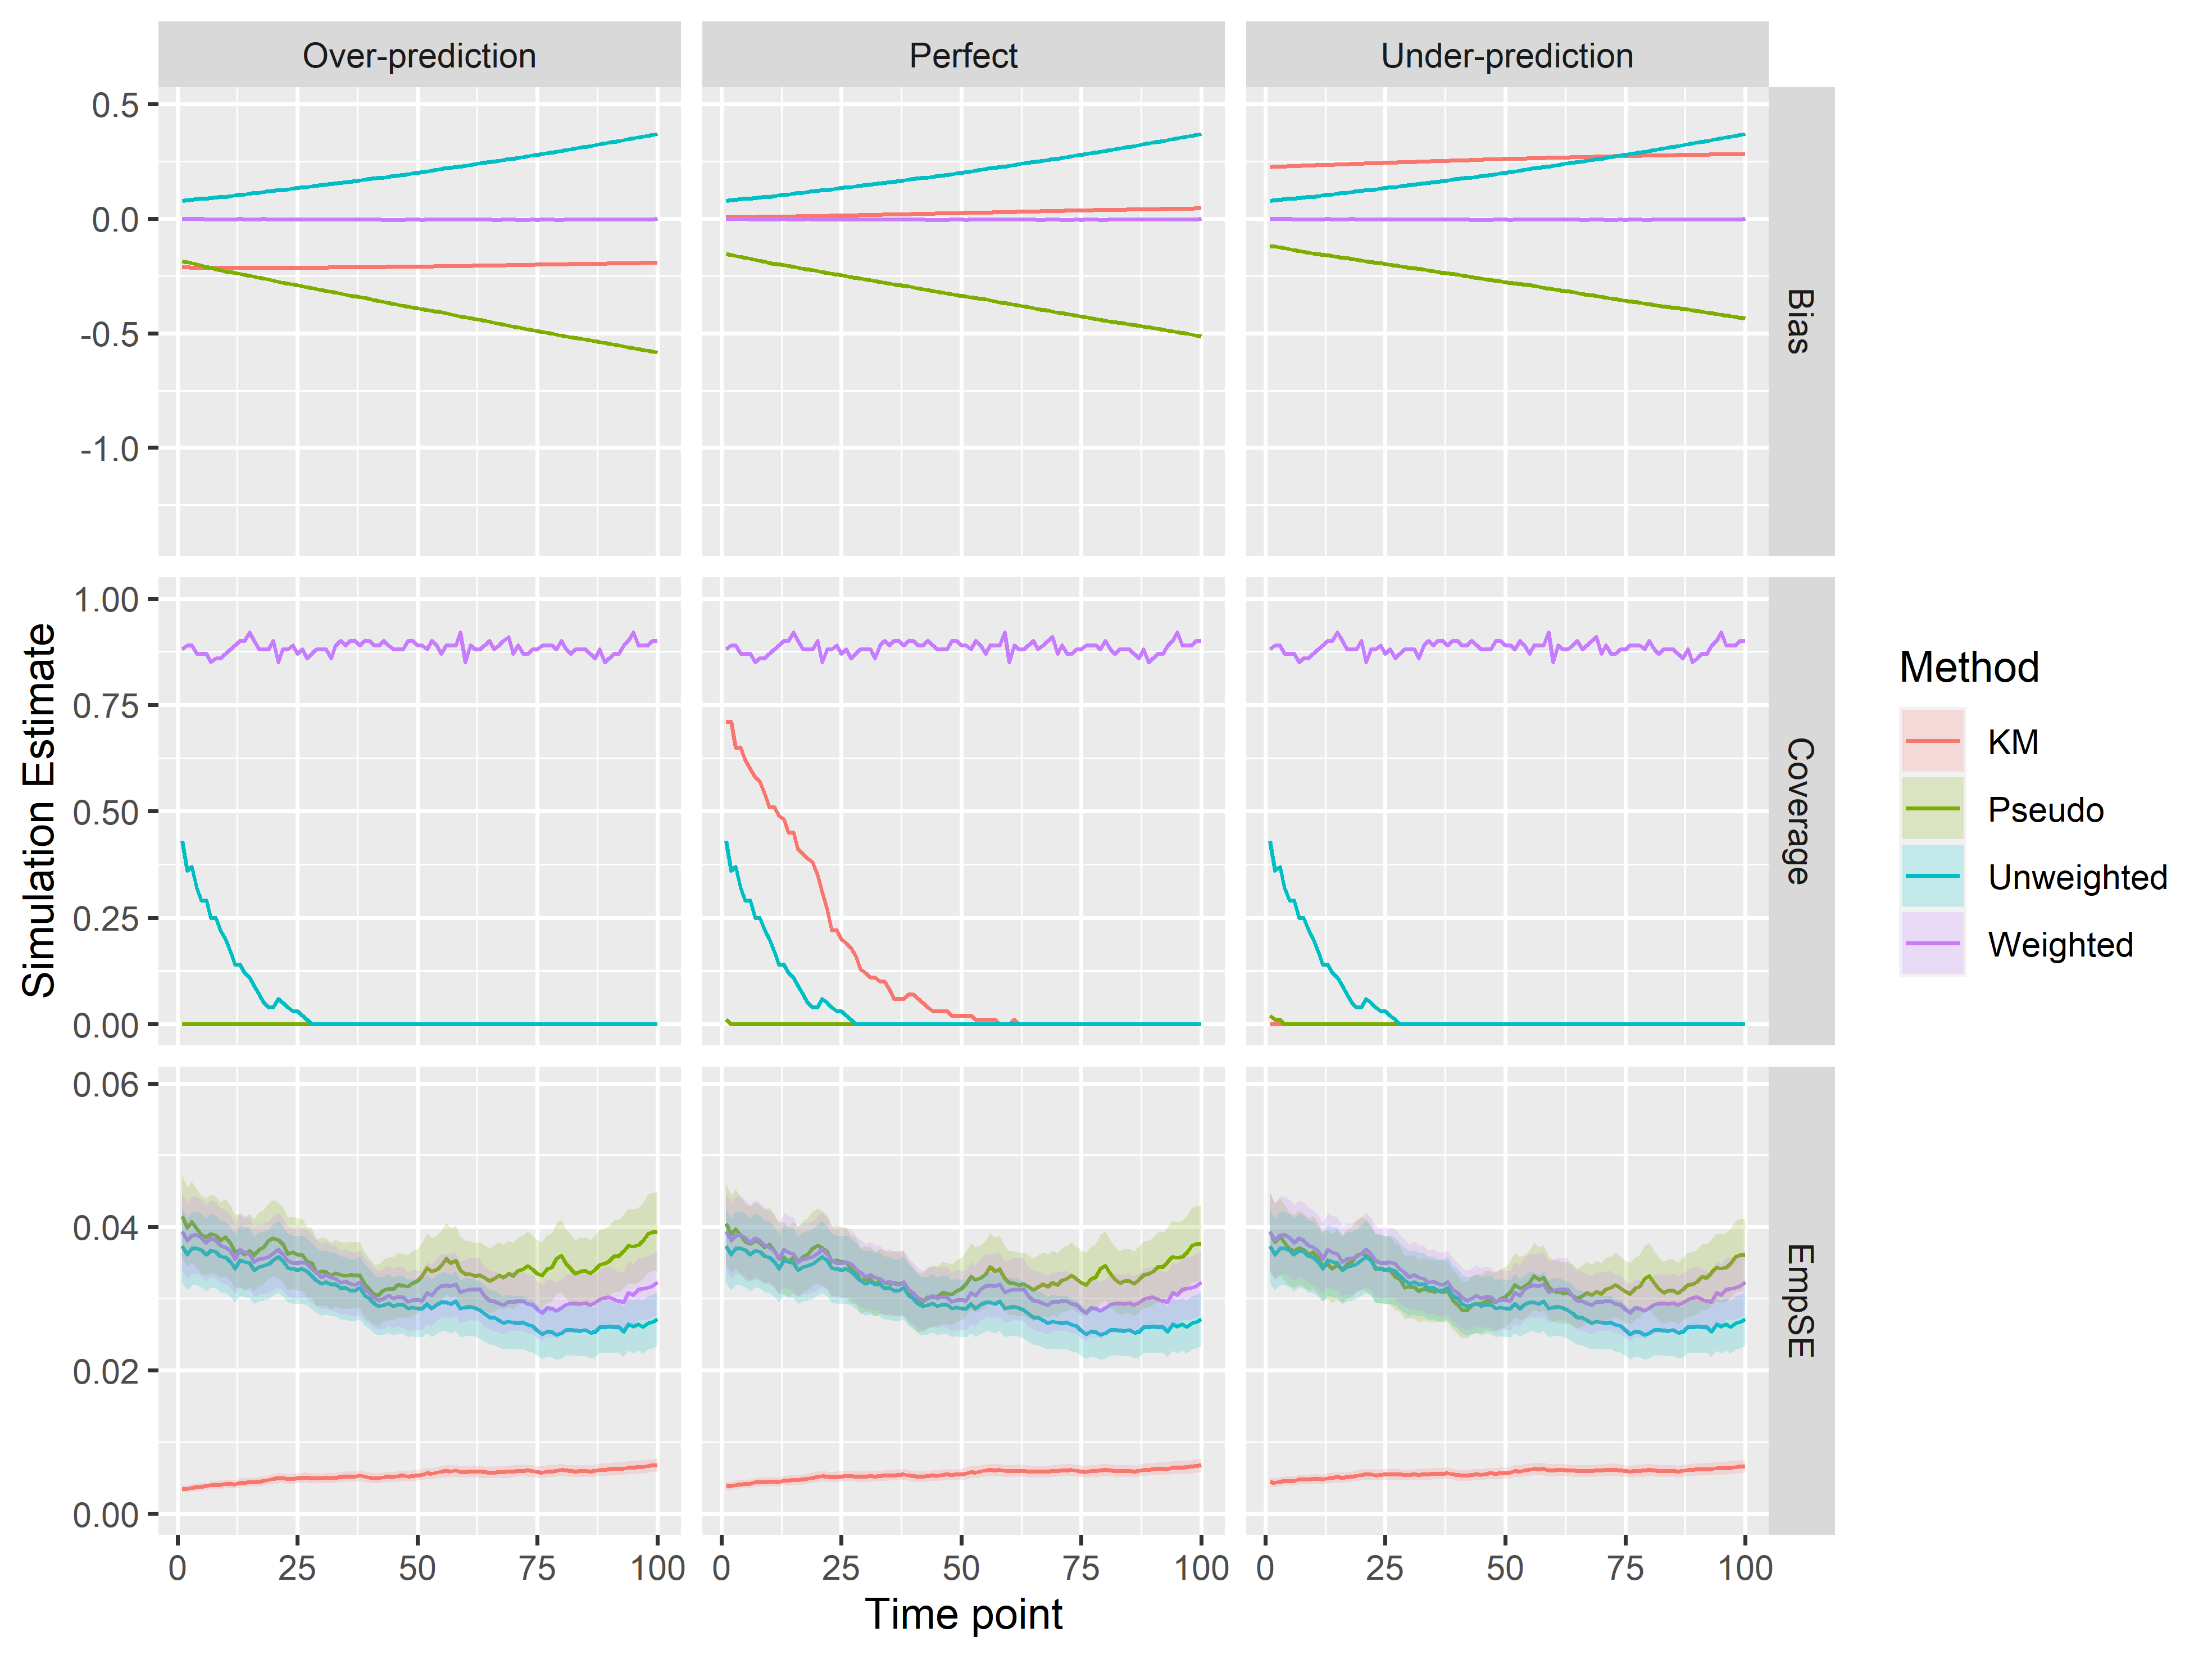 Over-prediction Perfect Under-prediction
0.5
0.0
-0.5
-1.0
Bias
1.00
0.75
0.50
0.25
0.00
Coverage
0.06
0.04
0.02
0.00
EmpSE
Simulation Estimate
0 25 50 75 100 0 25 50 75 100 0 25 50 75 100
Time point
Method
KM
Pseudo
Unweighted
Weighted